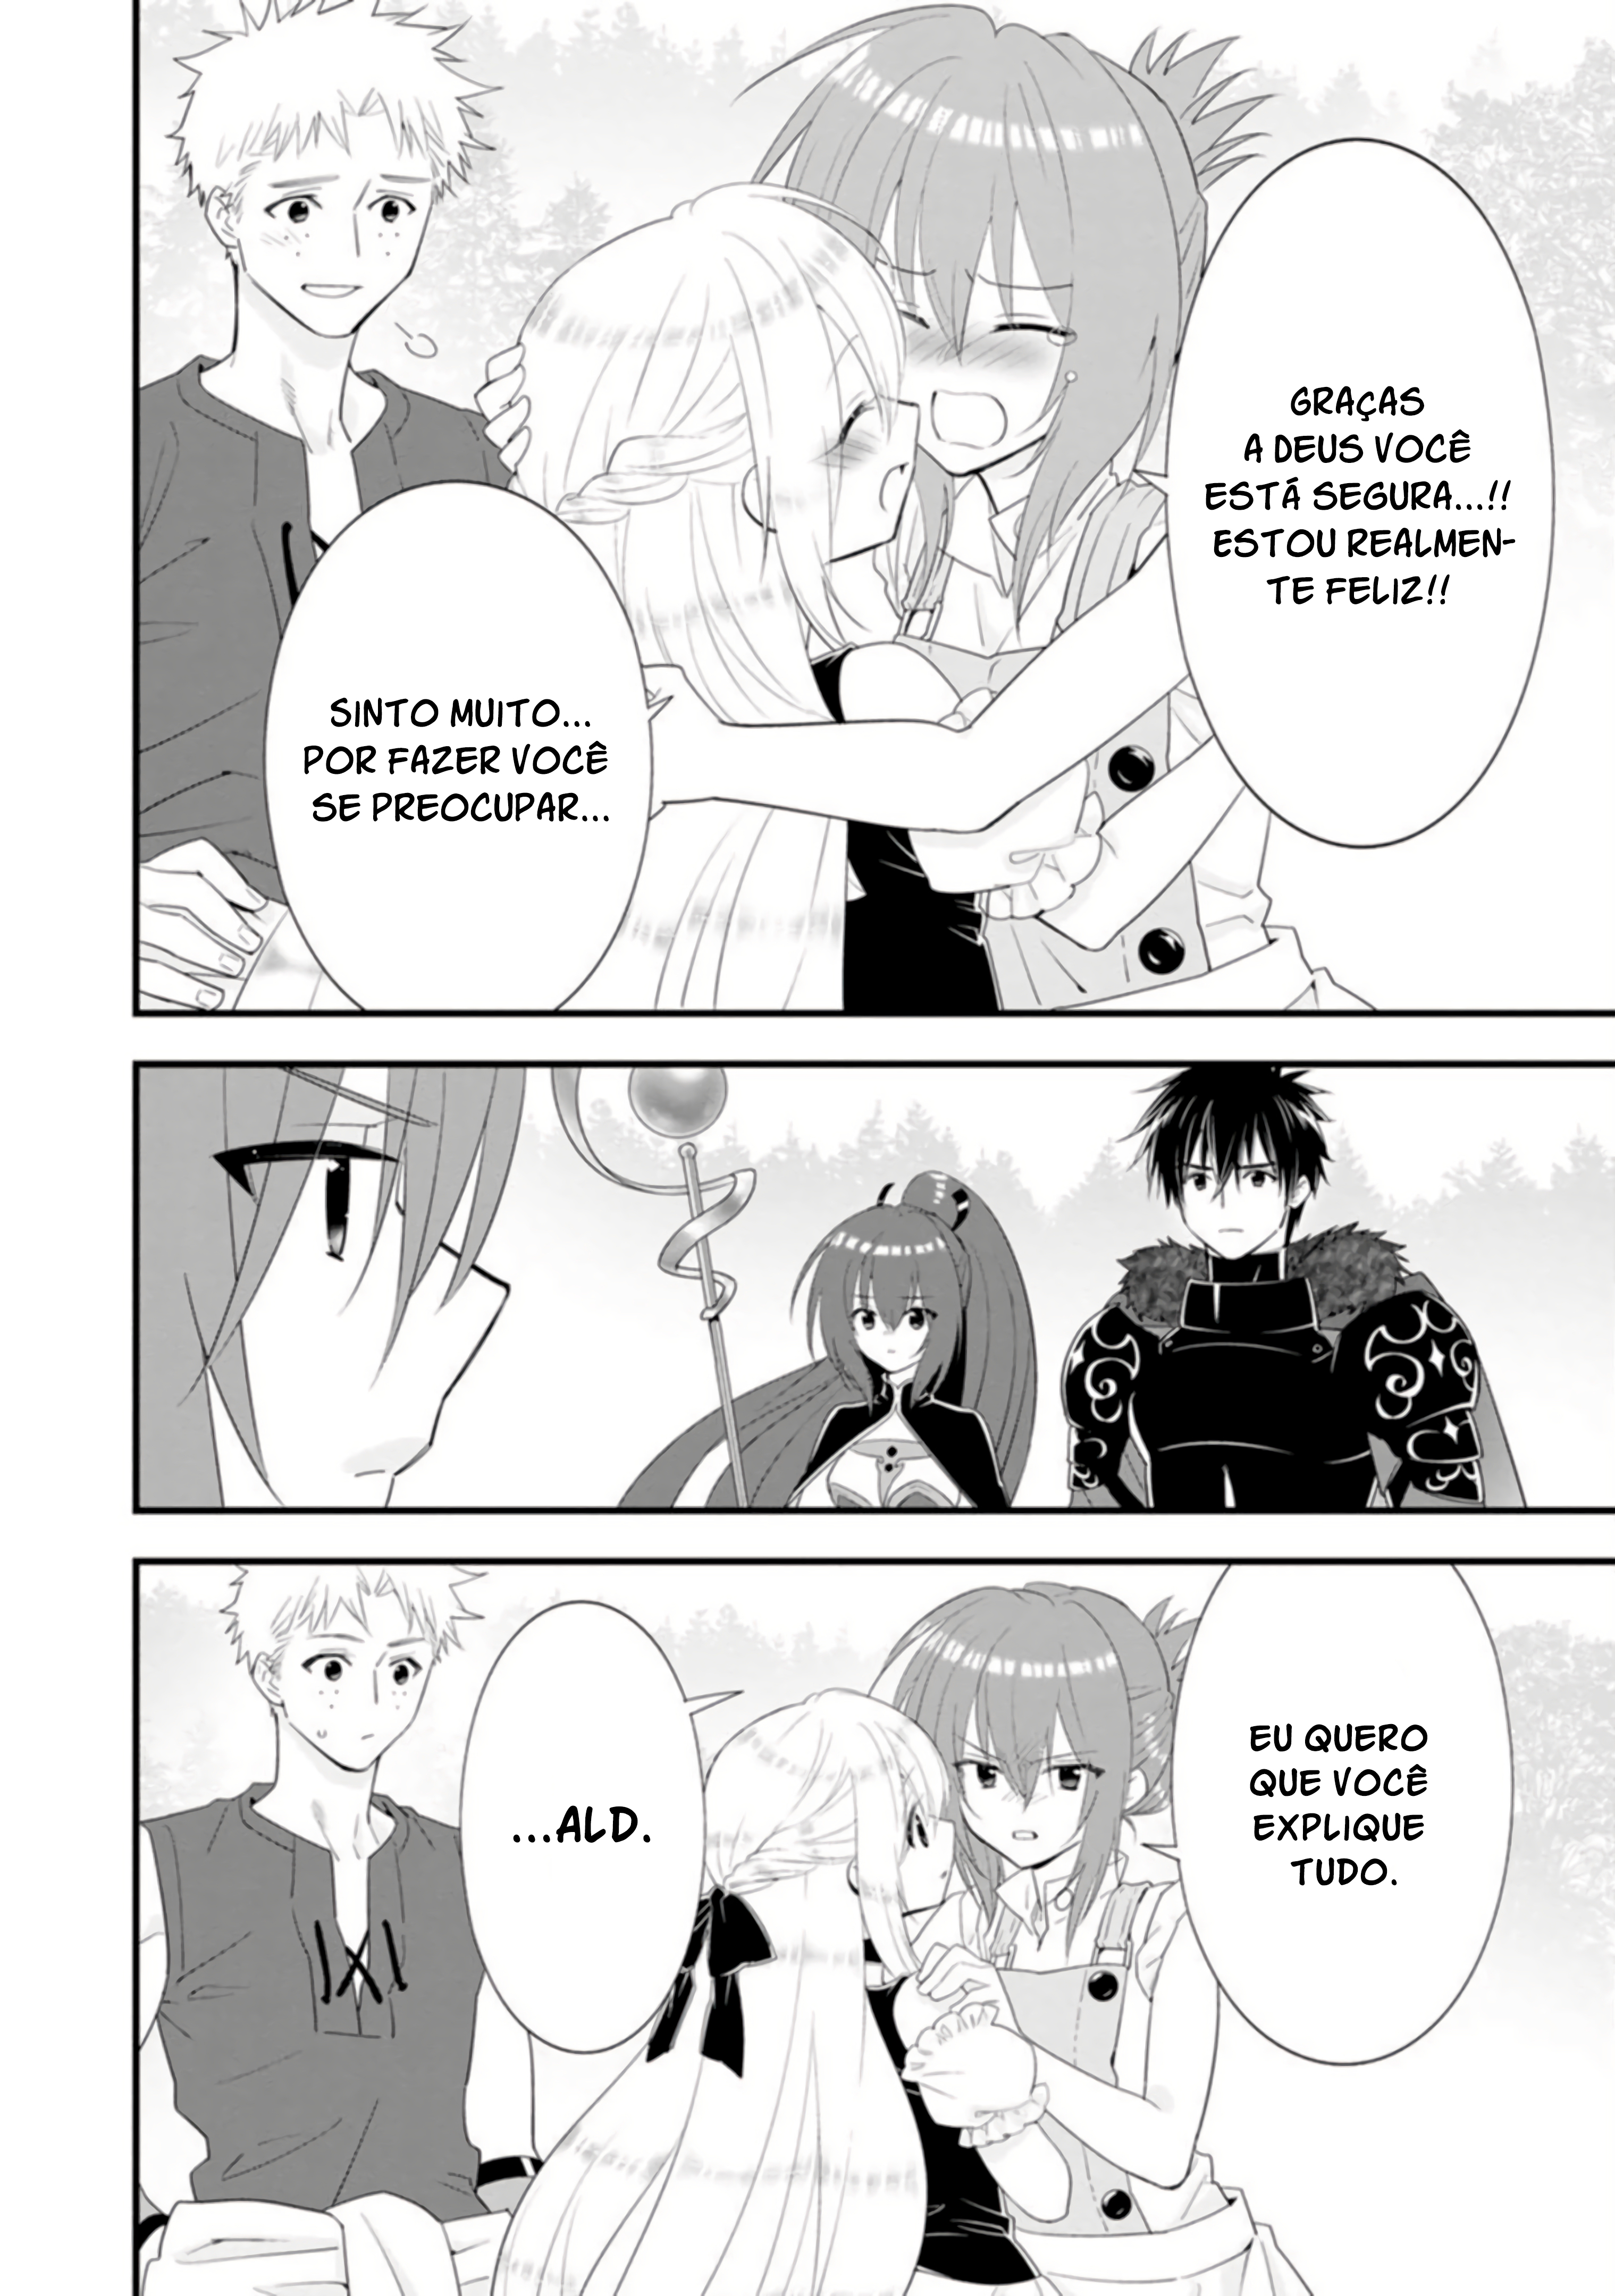 GRAÇAS
A DEUS VOCÊ
ESTÁ SEGURA...!!
ESTOU REALMEN-
TE FELIZ!!
SINTO MUITO...
POR FAZER VOCÊ
SE PREOCUPAR...
EU QUERO
QUE VOCÊ
EXPLIQUE
TUDO.
...ALD.